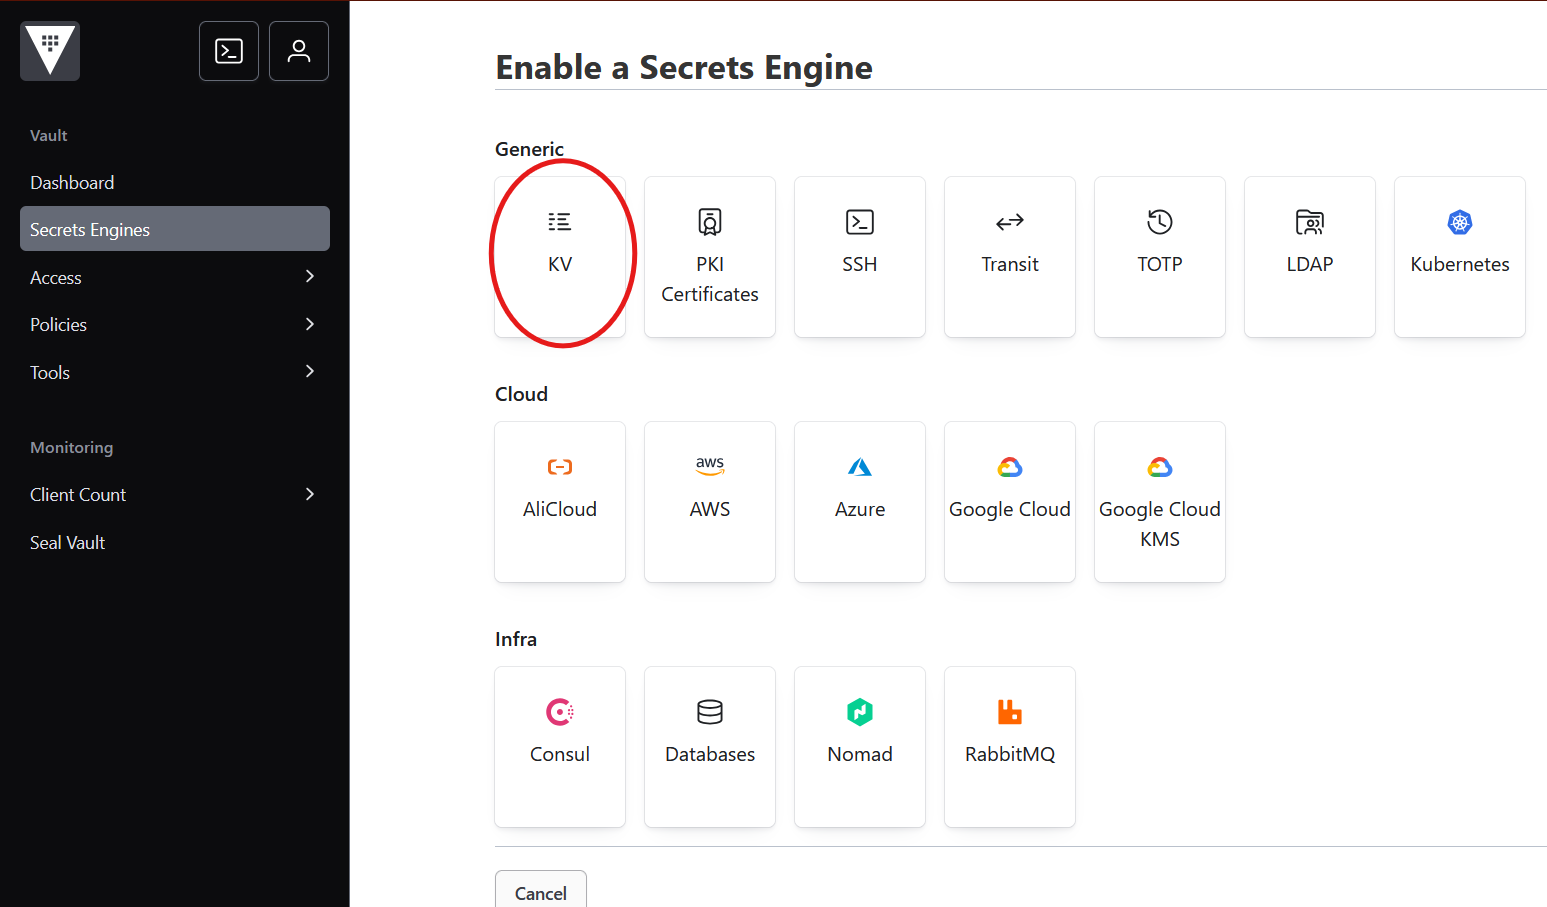 Vault
Dashboard
Secrets Engines
Access
Policies
Tools
Monitoring
Client Count
Seal Vault
Enable a Secrets Engine
Generic
KV
PKI
Certificates
SSH
Transit
TOTP
LDAP
Kubernetes
Cloud
AliCloud
aws
AWS
Azure
Google Cloud
Google Cloud
KMS
Infra
Consul
Databases
Nomad
RabbitMQ
Cancel